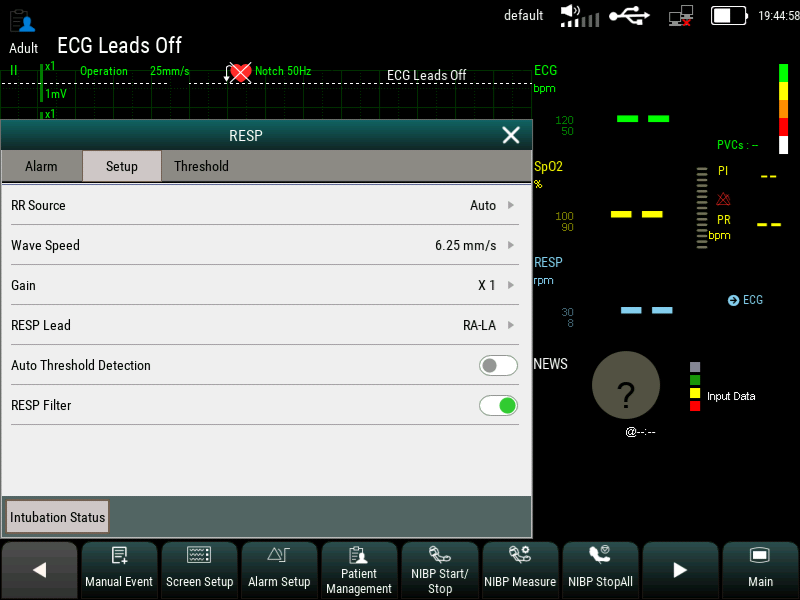 default
19:44:58
Adult
ECG Leads Off
II
x1
Operation
25mm/s
Notch 50Hz
ECG Leads Off
1mV
x1
ECG
bpm
120
50
PVCs : --
RESP
Alarm
Setup
Threshold
SpO2
%
100
90
PI
--
PR
bpm
--
RR Source
Auto
Wave Speed
6.25 mm/s
Gain
X 1
RESP Lead
RA-LA
Auto Threshold Detection
RESP Filter
RESP
rpm
30
8
ECG
NEWS
?
Input Data
@--:--
Intubation Status
Manual Event
Screen Setup
Alarm Setup
Patient
Management
NIBP Start/
Stop
NIBP Measure
NIBP StopAll
Main